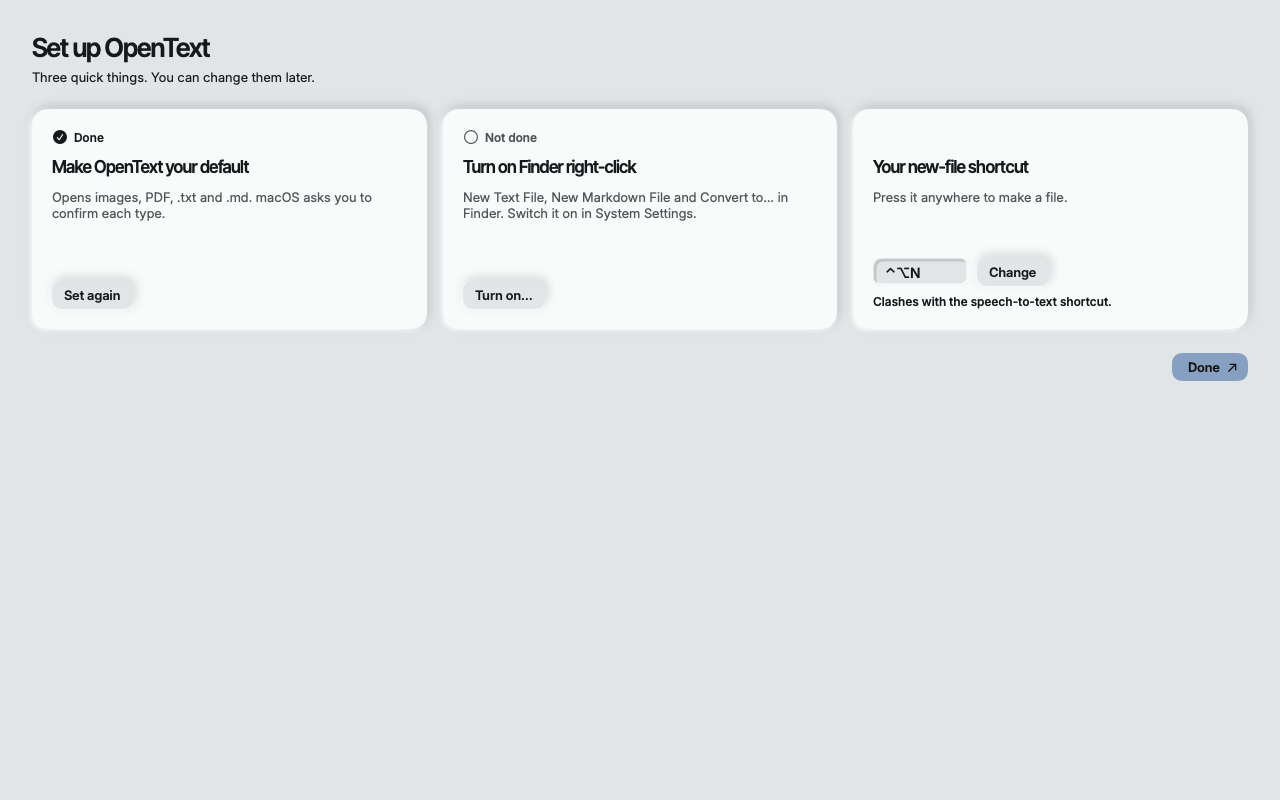 Set up OpenText
Three quick things. You can change them later.
Done
Make OpenText your default
Opens images, PDF, .txt and .md. macOS asks you to
confirm each type.
Set again
Not done
Turn on Finder right-click
New Text File, New Markdown File and Convert to... in
Finder. Switch it on in System Settings.
Turn on...
Your new-file shortcut
Press it anywhere to make a file.
⌃⌥N
Change
Clashes with the speech-to-text shortcut.
Done